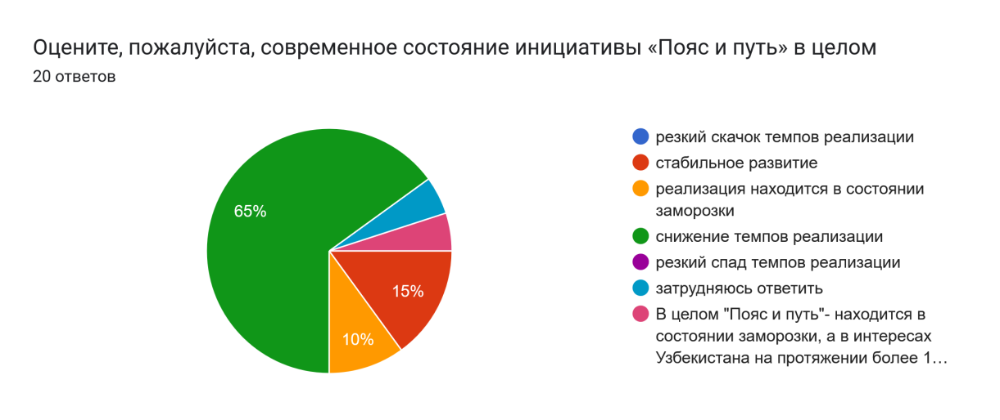 Оцените, пожалуйста, современное состояние инициативы «Пояс и путь» в целом
20 ответов
65%
15%
10%
резкий скачок темпов реализации
стабильное развитие
реализация находится в состоянии
заморозки
снижение темпов реализации
резкий спад темпов реализации
затрудняюсь ответить
В целом "Пояс и путь"- находится в
состоянии заморозки, а в интересах
Узбекистана на протяжении более 1…